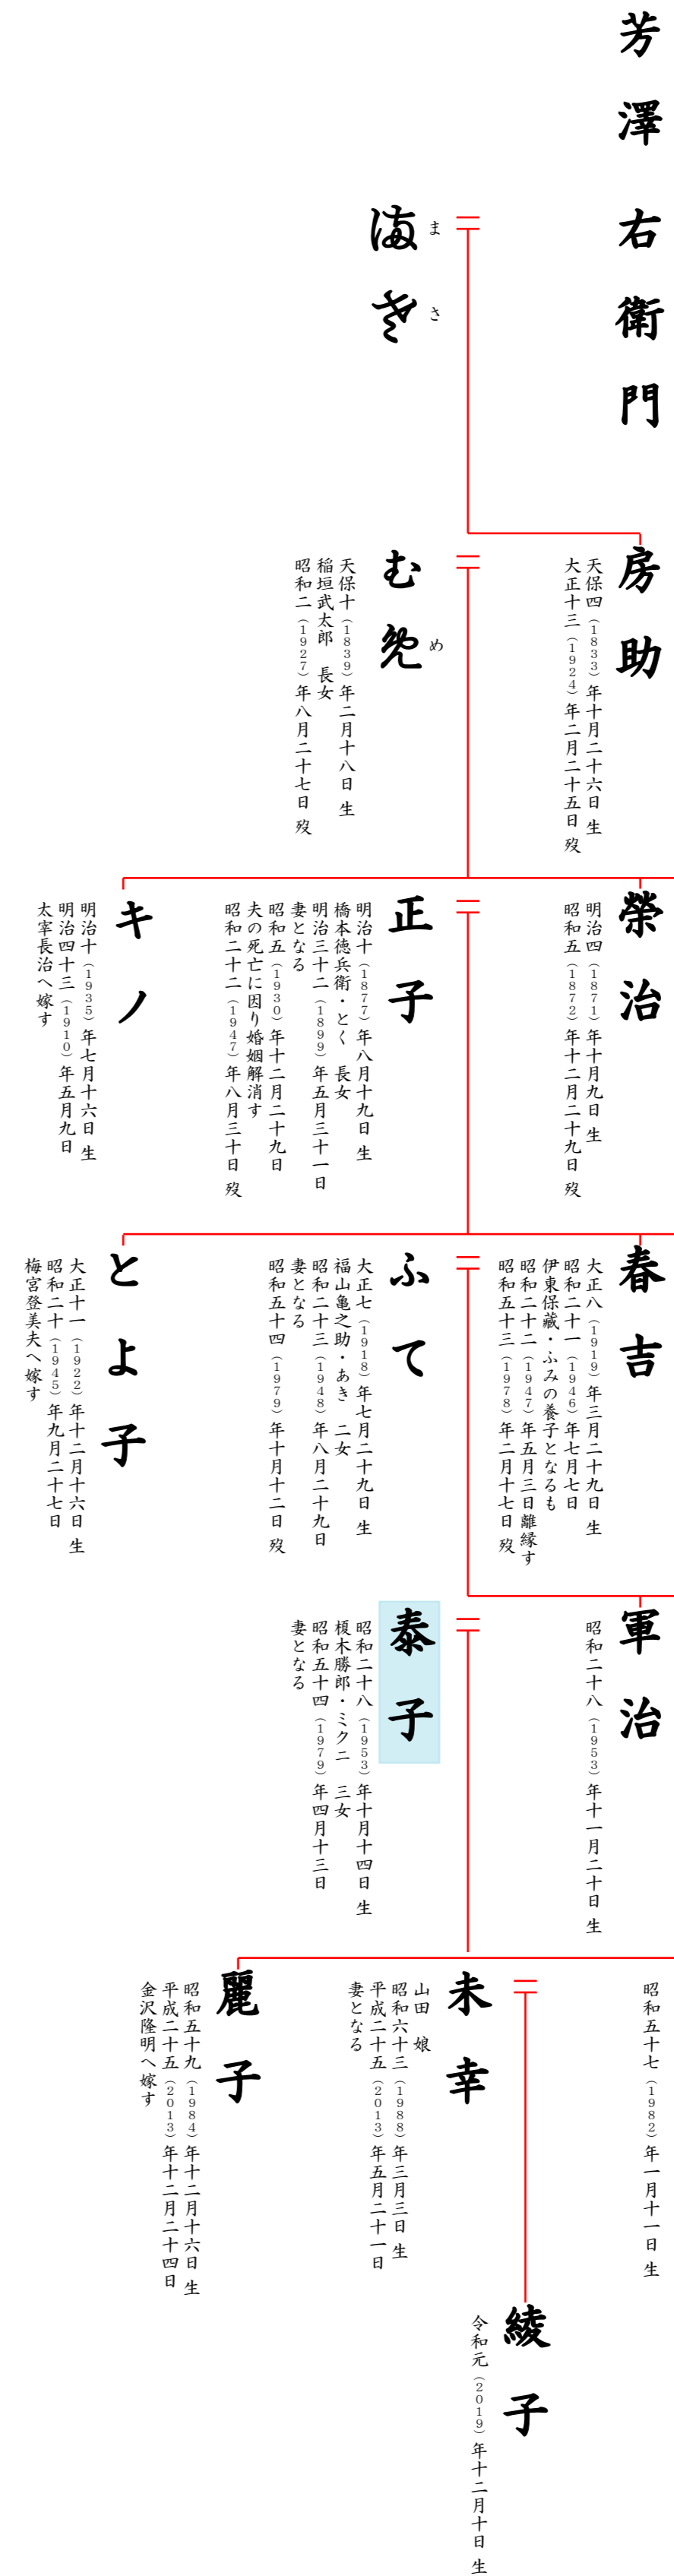 芳澤右衛門
ま さ
房助
天保四（1833）年十月二十六日 生
大正十三（1924）年二月二十五日 歿
め
天保十（1839）年二月十八日 生
稲垣武太郎 長女
昭和二（1927）年八月二十七日 歿
榮治
明治四（1871）年十月九日 生
昭和五（1872）年十二月二十九日 歿
正子
明治十（1877）年八月十九日 生
橋本徳兵衛・とく 長女
明治三十二（1899）年五月三十一日
妻となる
昭和五（1930）年十二月二十九日
夫の死亡に因り婚姻解消す
昭和二十二（1947）年八月三十日 歿
キノ
明治十（1935）年七月十六日 生
明治四十三（1910）年五月九日
太宰長治へ嫁す
春吉
大正八（1919）年三月二十九日 生
昭和二十一（1946）年七月七日
伊東保藏・ふみの養子となるも
昭和二十二（1947）年五月三日離縁す
昭和五十三（1978）年二月十七日 歿
ふて
大正七（1918）年七月二十九日 生
福山亀之助・あき 二女
昭和二十三（1948）年八月二十九日
妻となる
昭和五十四（1979）年十月十二日 歿
とよ子
大正十一（1922）年十二月十六日 生
昭和二十（1945）年九月二十七日
梅宮登美夫へ嫁す
軍治
昭和二十八（1953）年十一月二十日 生
泰子
昭和二十八（1953）年十月十四日 生
榎木勝郎・ミクニ 三女
昭和五十四（1979）年四月十三日
妻となる
昭和五十七（1982）年一月十一日 生
未幸
山田 娘
昭和六十三（1988）年三月三日 生
平成二十五（2013）年五月二十一日
妻となる
麗子
昭和五十九（1984）年十二月十六日 生
平成二十五（2013）年十二月二十四日
金沢隆明へ嫁す
綾子
令和元（2019）年十二月十日 生